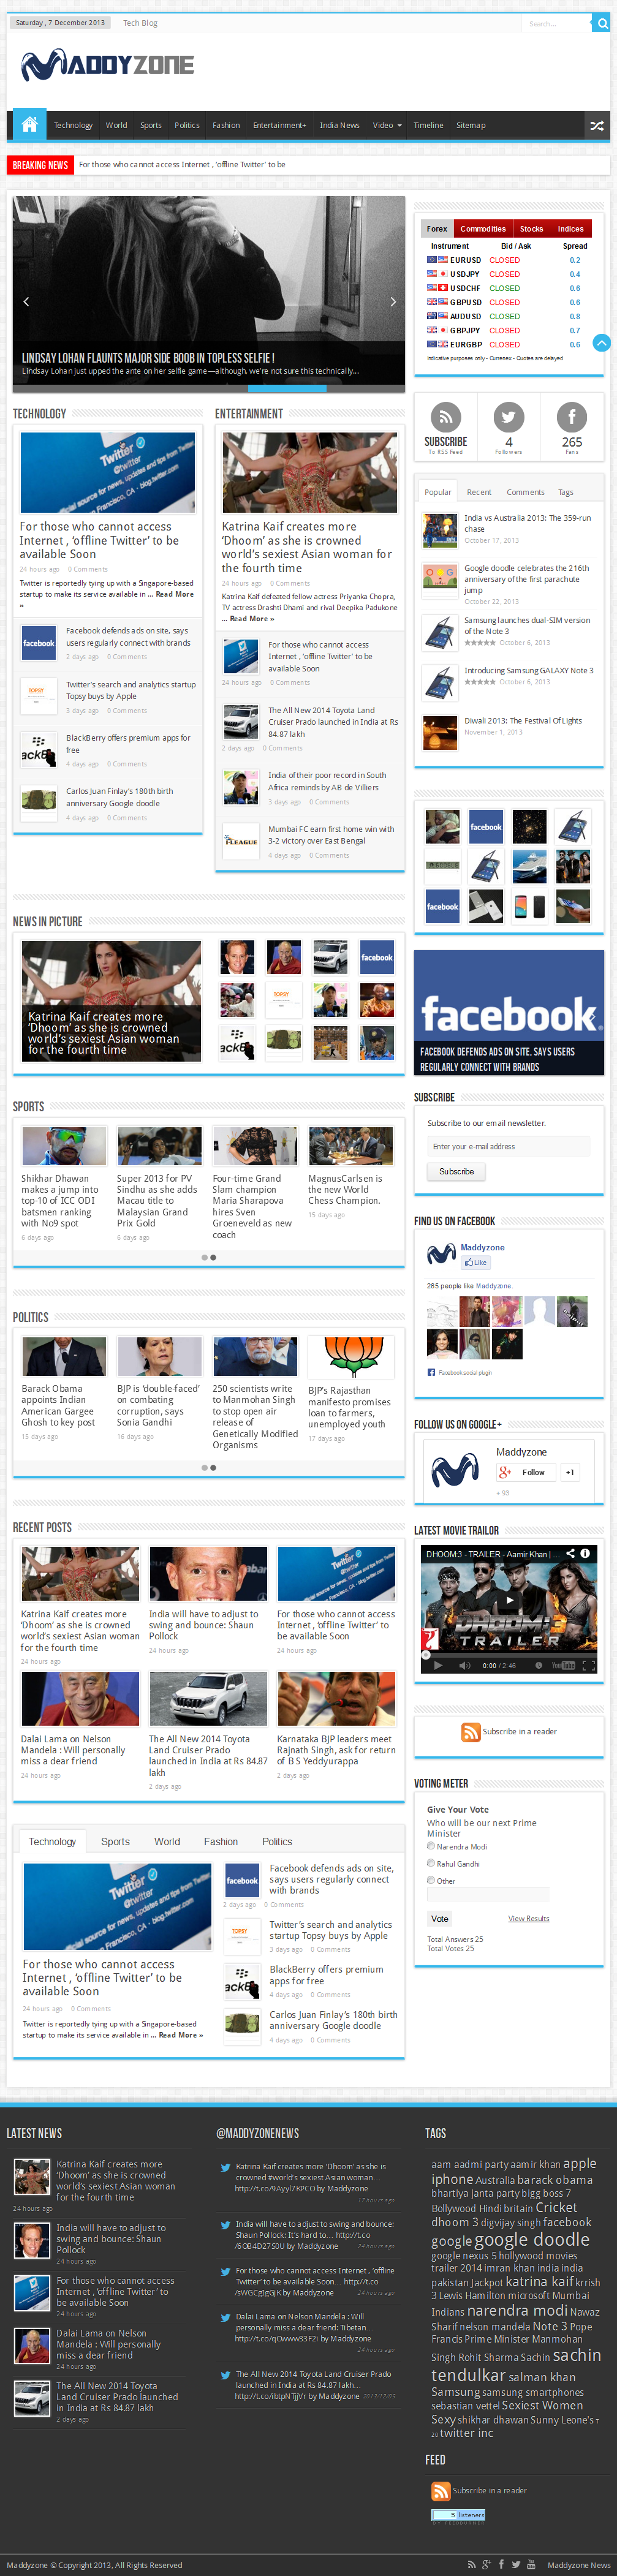 Saturday , 7 December 2013
Tech Blog
Search...
MADDYZONE
Technology
World
Sports
Politics
Fashion
Entertainment+
India News
Video
Timeline
Sitemap
BREAKING NEWS
For those who cannot access Internet , 'offline Twitter' to be
LINDSAY LOHAN FLAUNTS MAJOR SIDE BOOB IN TOPLESS SELFIE !
Lindsay Lohan just upped the ante on her selfie game—although, we're not sure this is technically...
TECHNOLOGY
For those who cannot access
Internet , 'offline Twitter' to be
available Soon
24 hours ago 0 Comments
Twitter is reportedly tying up with a Singapore-based
startup to make its service available in ... Read More
»
Facebook defends ads on site, says
users regularly connect with brands
2 days ago 0 Comments
Twitter's search and analytics startup
Topsy buys by Apple
3 days ago 0 Comments
BlackBerry offers premium apps for
free
4 days ago 0 Comments
Carlos Juan Finlay's 180th birth
anniversary Google doodle
4 days ago 0 Comments
ENTERTAINMENT
Katrina Kaif creates more
'Dhoom' as she is crowned
world's sexiest Asian woman for
the fourth time
24 hours ago 0 Comments
Katrina Kaif defeated fellow actress Priyanka Chopra,
TV actress Drashti Dhami and rival Deepika Padukone
... Read More »
For those who cannot access
Internet , 'offline Twitter' to be
available Soon
24 hours ago 0 Comments
The All New 2014 Toyota Land
Cruiser Prado launched in India at Rs
84.87 lakh
2 days ago 0 Comments
India of their poor record in South
Africa reminds by AB de Villiers
3 days ago 0 Comments
Mumbai FC earn first home win with
3-2 victory over East Bengal
4 days ago 0 Comments
NEWS IN PICTURE
Katrina Kaif creates more
'Dhoom' as she is crowned
world's sexiest Asian woman
for the fourth time
SPORTS
Shikhar Dhawan
makes a jump into
top-10 of ICC ODI
batsmen ranking
with No9 spot
6 days ago
Super 2013 for PV
Sindhu as she adds
Macau title to
Malaysian Grand
Prix Gold
6 days ago
Four-time Grand
Slam champion
Maria Sharapova
hires Sven
Groeneveld as new
coach
MagnusCarlsen is
the new World
Chess Champion.
15 days ago
POLITICS
Barack Obama
appoints Indian
American Gargee
Ghosh to key post
15 days ago
BJP is 'double-faced'
on combating
corruption, says
Sonia Gandhi
16 days ago
250 scientists write
to Manmohan Singh
to stop open air
release of
Genetically Modified
Organisms
BJP's Rajasthan
manifesto promises
loan to farmers,
unemployed youth
17 days ago
RECENT POSTS
Katrina Kaif creates more
'Dhoom' as she is crowned
world's sexiest Asian woman
for the fourth time
24 hours ago
India will have to adjust to
swing and bounce: Shaun
Pollock
24 hours ago
For those who cannot access
Internet , 'offline Twitter' to
be available Soon
24 hours ago
Dalai Lama on Nelson
Mandela : Will personally
miss a dear friend
24 hours ago
The All New 2014 Toyota
Land Cruiser Prado
launched in India at Rs 84.87
lakh
2 days ago
Karnataka BJP leaders meet
Rajnath Singh, ask for return
of B S Yeddyurappa
2 days ago
Technology
Sports
World
Fashion
Politics
For those who cannot access
Internet , 'offline Twitter' to be
available Soon
24 hours ago 0 Comments
Twitter is reportedly tying up with a Singapore-based
startup to make its service available in ... Read More »
Facebook defends ads on site,
says users regularly connect
with brands
2 days ago 0 Comments
Twitter's search and analytics
startup Topsy buys by Apple
3 days ago 0 Comments
BlackBerry offers premium
apps for free
4 days ago 0 Comments
Carlos Juan Finlay's 180th birth
anniversary Google doodle
4 days ago 0 Comments
Forex Commodities Stocks Indices
Instrument Bid / Ask Spread
EURUSD CLOSED 0.2
USDJPY CLOSED 0.4
USDCHF CLOSED 0.6
GBPUSD CLOSED 0.6
AUDUSD CLOSED 0.8
GBPJPY CLOSED 0.7
EURGBP CLOSED 0.6
Indicative purposes only - Currenex - Quotes are delayed
SUBSCRIBE
To RSS Feed
4
Followers
265
Fans
Popular
Recent
Comments
Tags
India vs Australia 2013: The 359-run
chase
October 17, 2013
Google doodle celebrates the 216th
anniversary of the first parachute
jump
October 22, 2013
Samsung launches dual-SIM version
of the Note 3
October 6, 2013
Introducing Samsung GALAXY Note 3
October 6, 2013
Diwali 2013: The Festival Of Lights
November 1, 2013
facebook
FACEBOOK DEFENDS ADS ON SITE, SAYS USERS
REGULARLY CONNECT WITH BRANDS
SUBSCRIBE
Subscribe to our email newsletter.
Enter your e-mail address
Subscribe
FIND US ON FACEBOOK
Maddyzone
Like
265 people like Maddyzone.
Facebook social plugin
FOLLOW US ON GOOGLE+
Maddyzone
Follow
+1
+ 93
LATEST MOVIE TRAILOR
DHOOM:3 - TRAILER - Aamir Khan | ...
DHOOM:3
TRAILER
0:00 / 2:46
YouTube
Subscribe in a reader
VOTING METER
Give Your Vote
Who will be our next Prime
Minister
Narendra Modi
Rahul Gandhi
Other
Vote
View Results
Total Answers 25
Total Votes 25
LATEST NEWS
Katrina Kaif creates more
'Dhoom' as she is crowned
world's sexiest Asian woman
for the fourth time
24 hours ago
India will have to adjust to
swing and bounce: Shaun
Pollock
24 hours ago
For those who cannot access
Internet , 'offline Twitter' to
be available Soon
24 hours ago
Dalai Lama on Nelson
Mandela : Will personally
miss a dear friend
24 hours ago
The All New 2014 Toyota
Land Cruiser Prado launched
in India at Rs 84.87 lakh
2 days ago
@MADDYZONENEWS
Katrina Kaif creates more 'Dhoom' as she is
crowned #world's sexiest Asian woman...
http://t.co/9Ayyl7KPCO by Maddyzone
17 hours ago
India will have to adjust to swing and bounce:
Shaun Pollock: It's hard to... http://t.co
/6OB4D27S0U by Maddyzone
24 hours ago
For those who cannot access Internet , 'offline
Twitter' to be available Soon... http://t.co
/sWGCgIgGjK by Maddyzone
24 hours ago
Dalai Lama on Nelson Mandela : Will
personally miss a dear friend: Tibetan...
http://t.co/qOwww33F2i by Maddyzone
24 hours ago
The All New 2014 Toyota Land Cruiser Prado
launched in India at Rs 84.87 lakh...
http://t.co/ibtpNTjjVr by Maddyzone 2013/12/05
TAGS
aam aadmi party aamir khan apple
iphone Australia barack obama
bhartiya janta party bigg boss 7
Bollywood Hindi britain Cricket
dhoom 3 digvijay singh facebook
google google doodle
google nexus 5 hollywood movies
trailer 2014 imran khan india india
pakistan Jackpot katrina kaif krrish
3 Lewis Hamilton microsoft Mumbai
Indians narendra modi Nawaz
Sharif nelson mandela Note 3 Pope
Francis Prime Minister Manmohan
Singh Rohit Sharma Sachin sachin
tendulkar salman khan
Samsung samsung smartphones
sebastian vettel Sexiest Women
Sexy shikhar dhawan Sunny Leone's T
20 twitter inc
FEED
Subscribe in a reader
5 listeners
BY FEEDBURNER
Maddyzone © Copyright 2013, All Rights Reserved
Maddyzone News